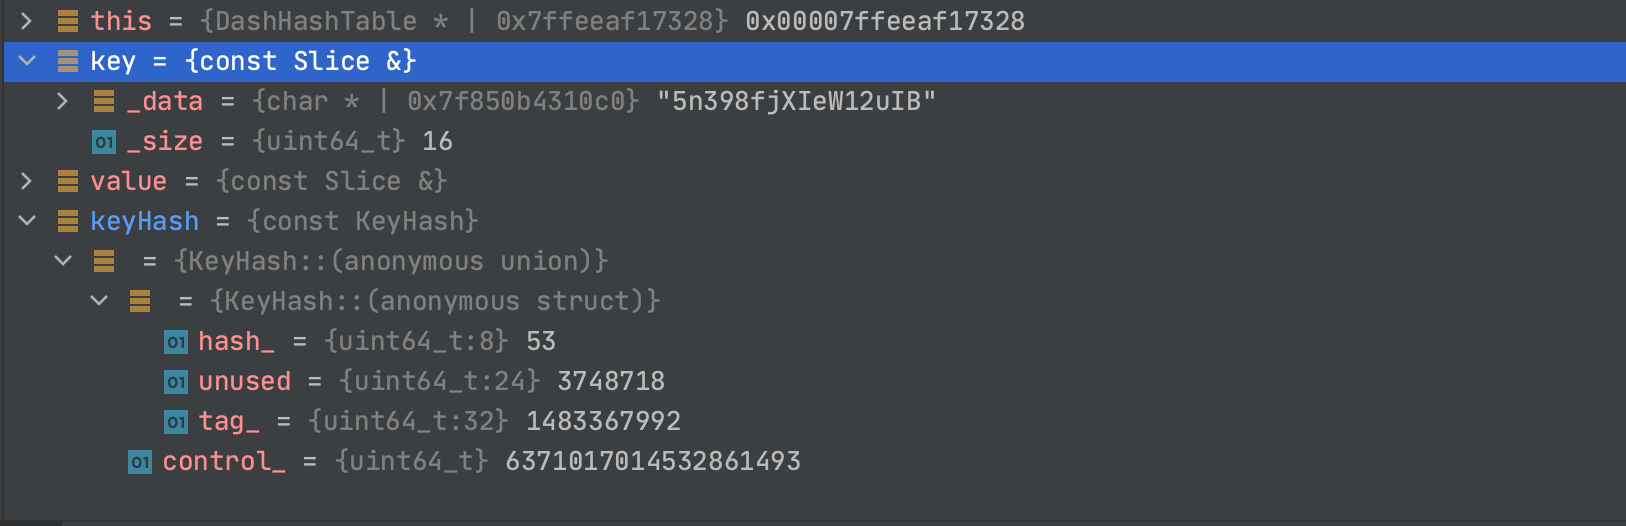 this = {DashHashTable * | 0x7ffeeaf17328} 0x00007ffeeaf17328
key = {const Slice &}
_data = {char * | 0x7f850b4310c0} "5n398fjXIeW12uIB"
01 _size = {uint64_t} 16
value = {const Slice &}
keyHash = {const KeyHash}
= {KeyHash::(anonymous union)}
= {KeyHash::(anonymous struct)}
01 hash_ = {uint64_t:8} 53
01 unused = {uint64_t:24} 3748718
01 tag_ = {uint64_t:32} 1483367992
01 control_ = {uint64_t} 6371017014532861493